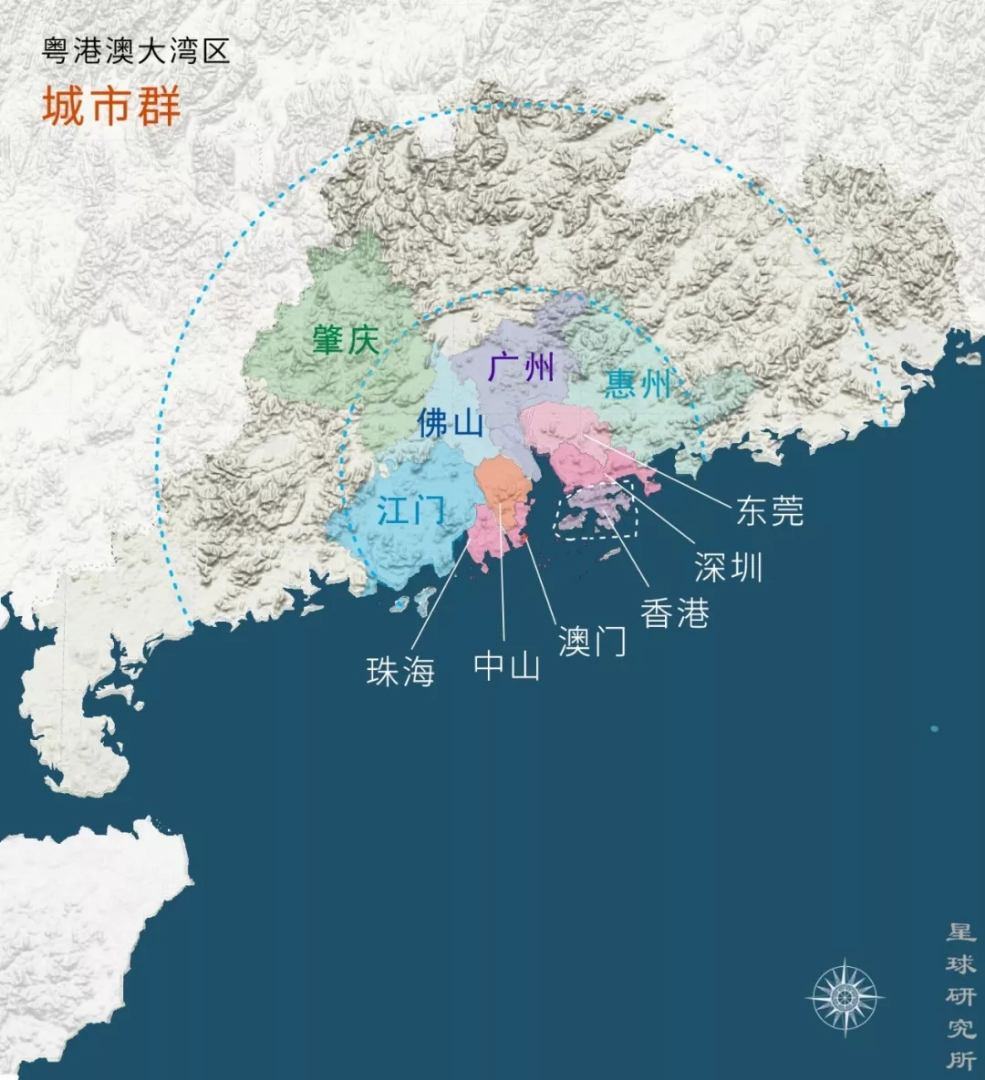 粤港澳大湾区
城市群
肇庆
广州
惠州
佛山
江门
东莞
深圳
香港
澳门
中山
珠海
星球研究所